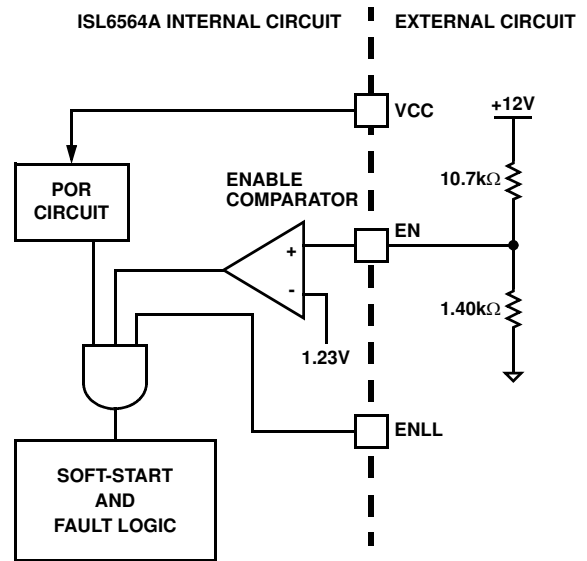 ISL6564A INTERNAL CIRCUIT
EXTERNAL CIRCUIT
VCC
+12V
POR
CIRCUIT
ENABLE
COMPARATOR
10.7kΩ
EN
+
-
1.40kΩ
1.23V
ENLL
SOFT-START
AND
FAULT LOGIC